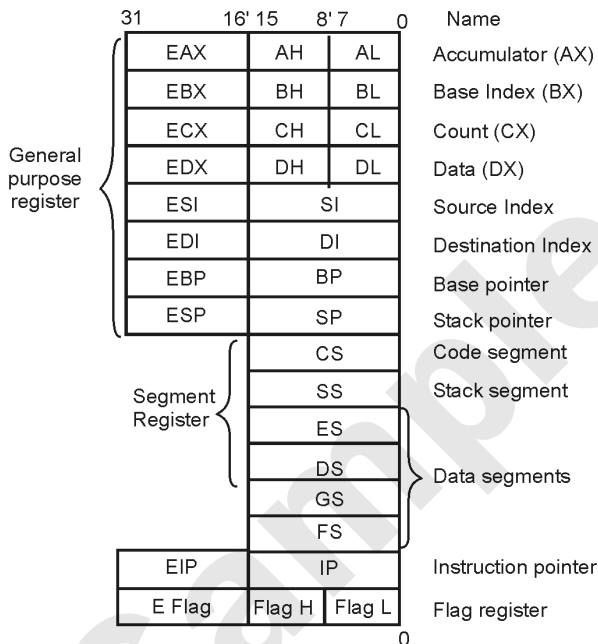 31 16' 15 8' 7 0 Name
EAX AH AL Accumulator (AX)
EBX BH BL Base Index (BX)
ECX CH CL Count (CX)
EDX DH DL Data (DX)
General
purpose
register
ESI SI Source Index
EDI DI Destination Index
EBP BP Base pointer
ESP SP Stack pointer
CS Code segment
SS Stack segment
Segment
Register
ES
DS
Data segments
GS
FS
EIP IP Instruction pointer
E Flag Flag H Flag L Flag register
0
Sample